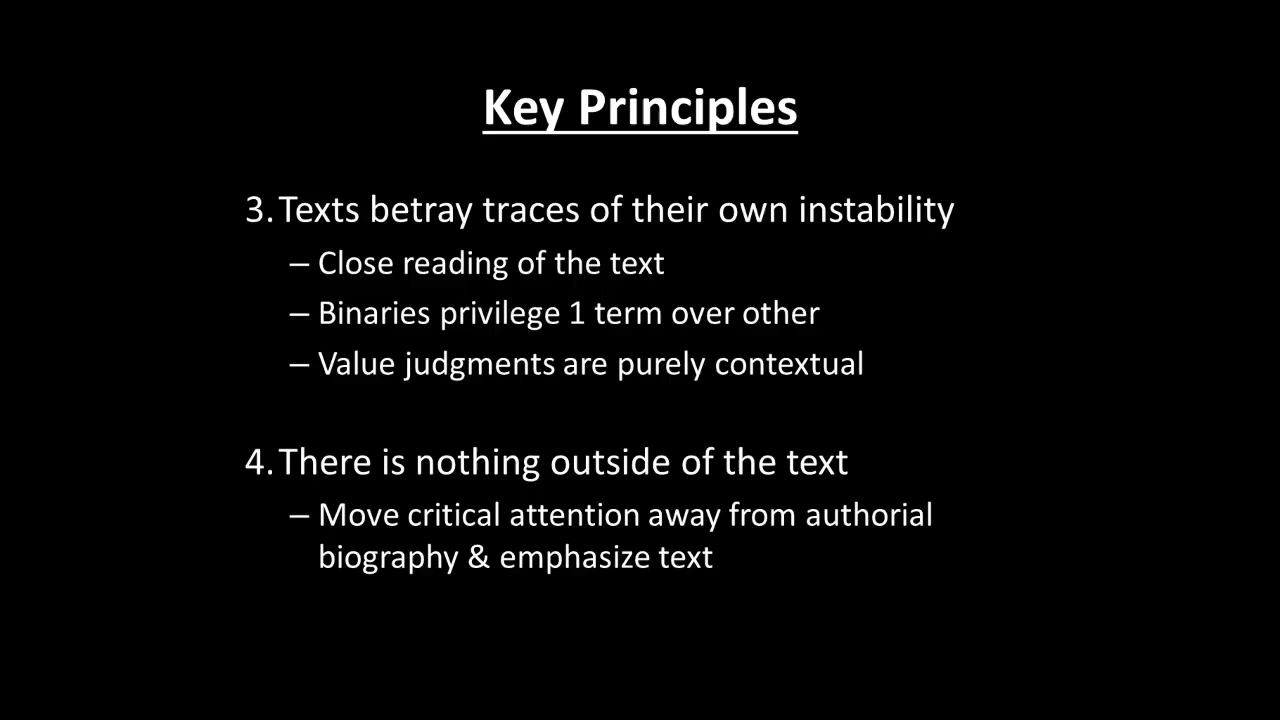 Key Principles
3. Texts betray traces of their own instability
– Close reading of the text
– Binaries privilege 1 term over other
– Value judgments are purely contextual
4. There is nothing outside of the text
– Move critical attention away from authorial
biography & emphasize text